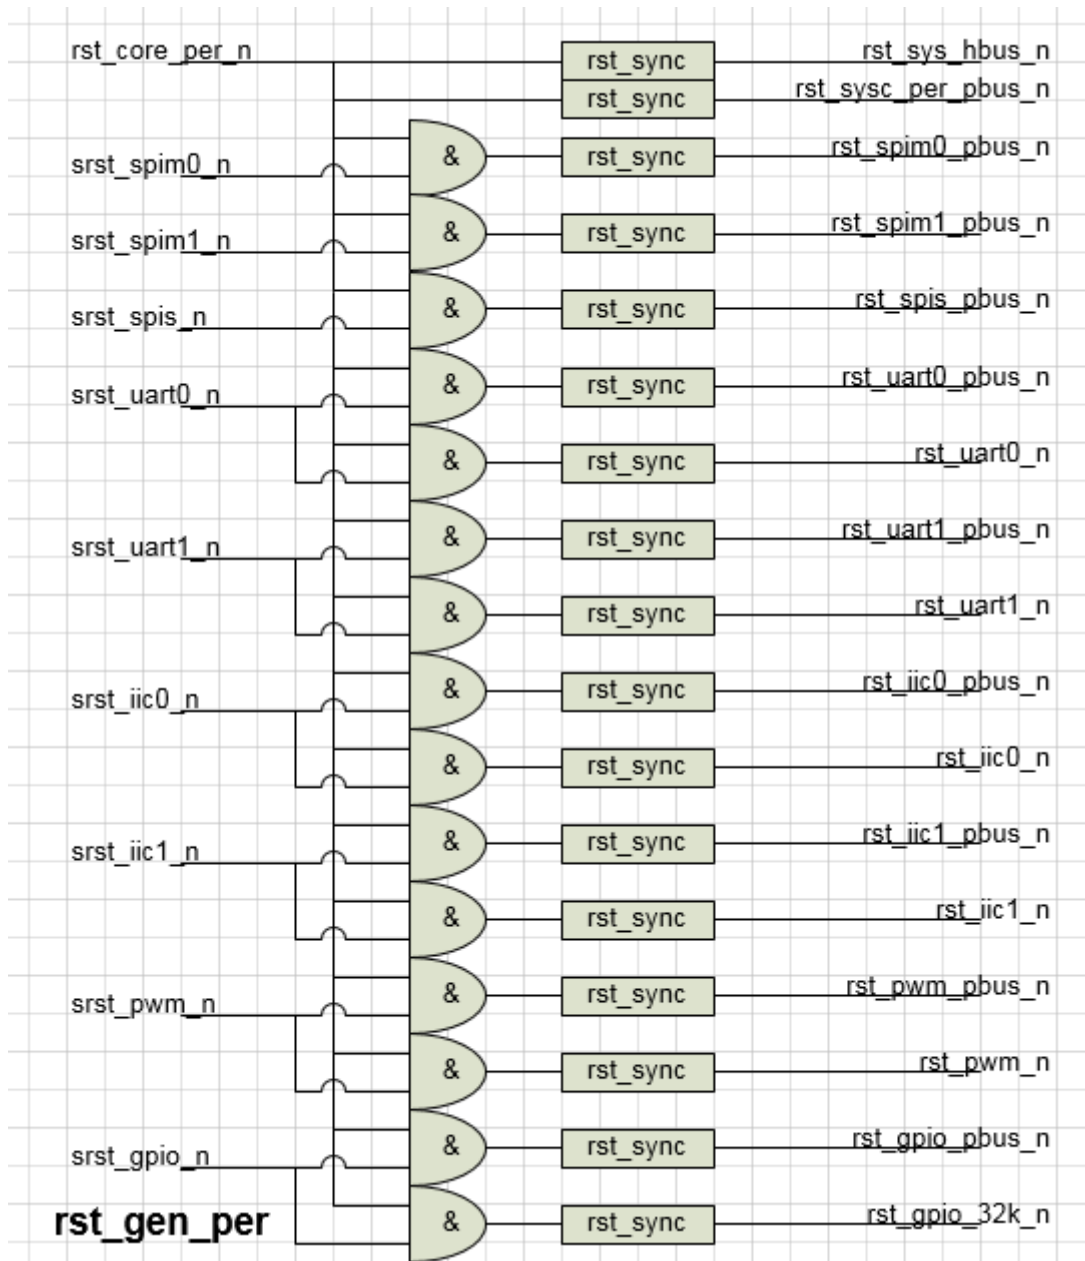 rst_core_per_n rst_sync rst_sys_hbus_n
rst_sync rst_sysc_per_pbus_n
srst_spim0_n & rst_sync rst_spim0_pbus_n
srst_spim1_n & rst_sync rst_spim1_pbus_n
srst_spis_n & rst_sync rst_spis_pbus_n
srst_uart0_n & rst_sync rst_uart0_pbus_n
& rst_sync rst_uart0_n
srst_uart1_n & rst_sync rst_uart1_pbus_n
& rst_sync rst_uart1_n
srst_iic0_n & rst_sync rst_iic0_pbus_n
& rst_sync rst_iic0_n
srst_iic1_n & rst_sync rst_iic1_pbus_n
& rst_sync rst_iic1_n
srst_pwm_n & rst_sync rst_pwm_pbus_n
& rst_sync rst_pwm_n
srst_gpio_n & rst_sync rst_gpio_pbus_n
rst_gen_per & rst_sync rst_gpio_32k_n